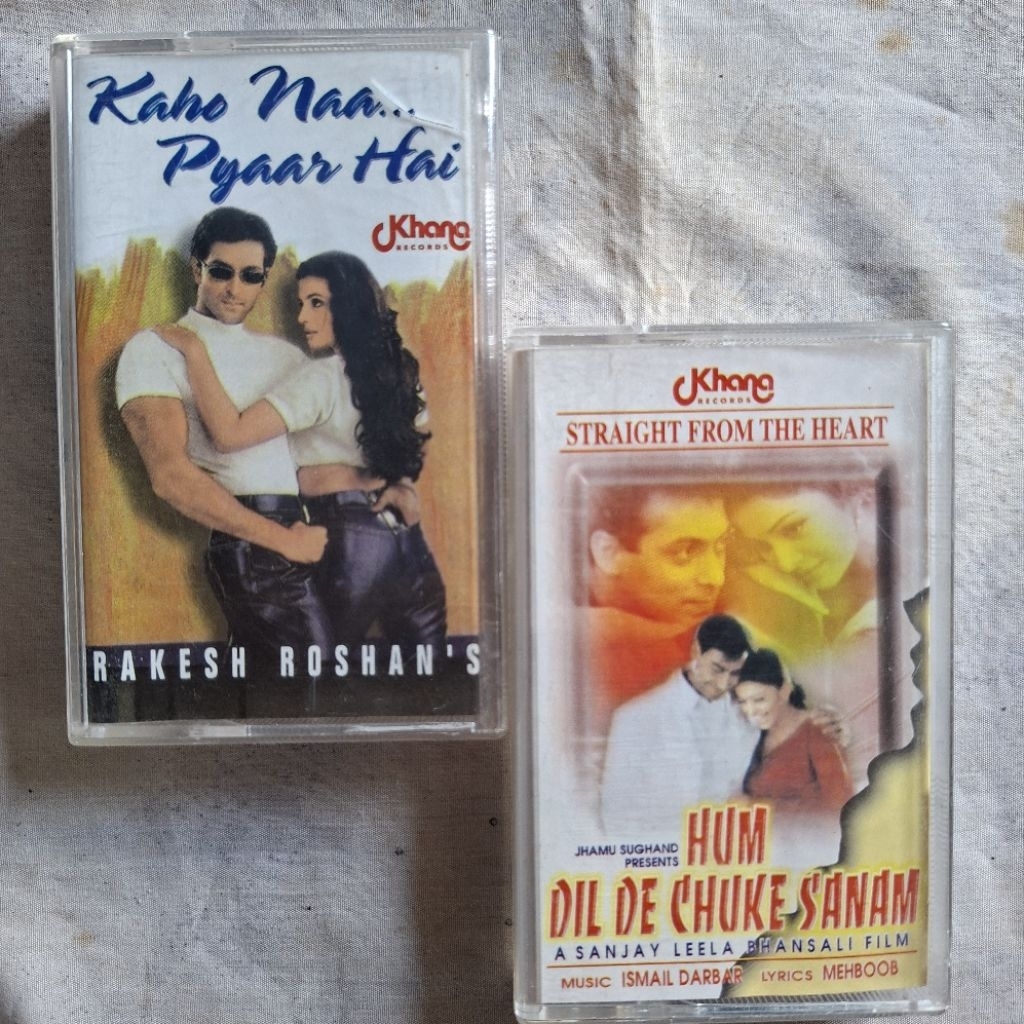 Kaho Naa...
Pyaar Hai
Khana
RECORDS
RAKESH ROSHAN'S
Khana
RECORDS
STRAIGHT FROM THE HEART
JHAMU SUGHAND
PRESENTS
HUM
DIL DE CHUKE SANAM
A SANJAY LEELA BHANSALI FILM
MUSIC ISMAIL DARBAR LYRICS MEHBOOB